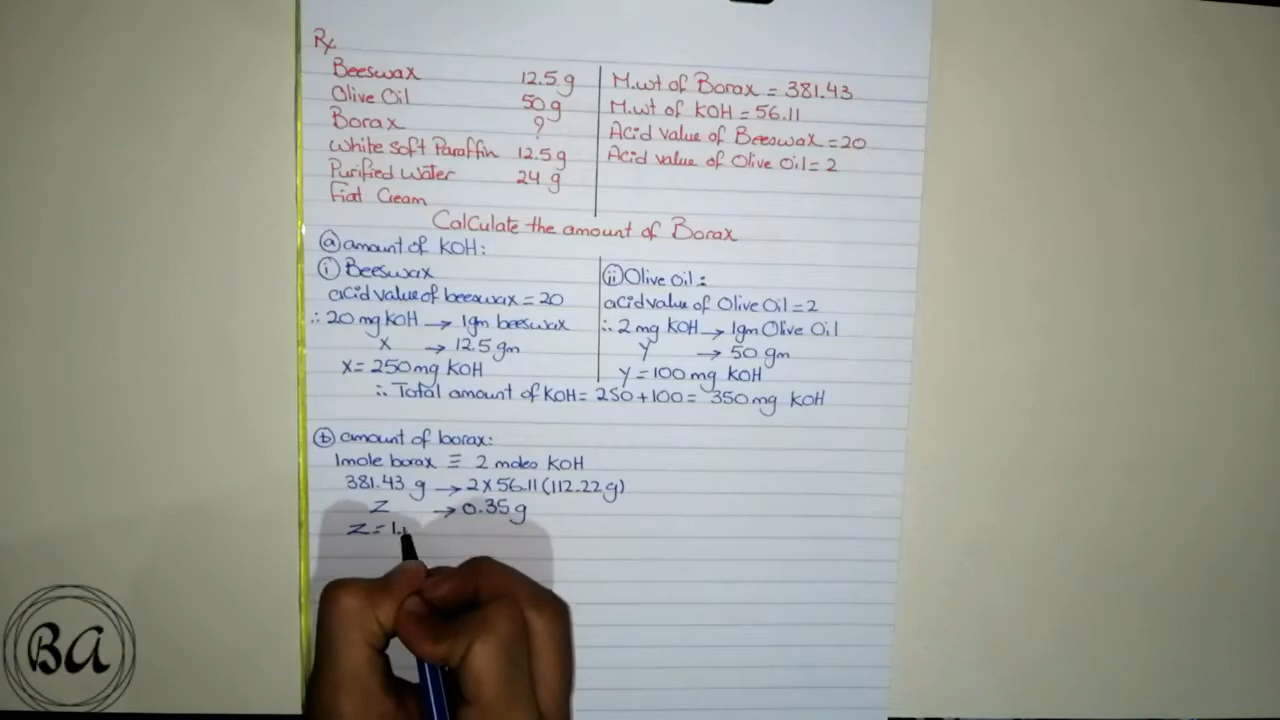 Rx
Beeswax 12.5 g
Olive Oil 50 g
Borax ?
White Soft Paraffin 12.5 g
Purified Water 24 g
Fiat Cream
M.wt of Borax = 381.43
M.wt of KOH = 56.11
Acid value of Beeswax = 20
Acid value of Olive Oil = 2
Calculate the amount of Borax
ⓐ amount of KOH:
ⓘ Beeswax
acid value of beeswax = 20
∴ 20 mg KOH → 1gm beeswax
X → 12.5 gm
X = 250 mg KOH
ⓘⓘ Olive Oil:
acid value of Olive Oil = 2
∴ 2 mg KOH → 1gm Olive Oil
Y → 50 gm
Y = 100 mg KOH
∴ Total amount of KOH = 250 + 100 = 350 mg KOH
ⓑ amount of borax:
1mole borax ≡ 2 moles KOH
381.43 g → 2 X 56.11 (112.22 g)
Z → 0.35 g
Z = 1.
BA